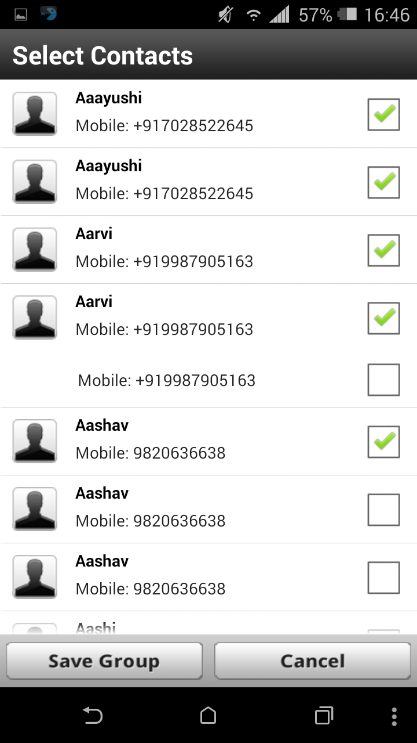 57% 16:46
Select Contacts
Aaayushi
Mobile: +917028522645
Aaayushi
Mobile: +917028522645
Aarvi
Mobile: +919987905163
Aarvi
Mobile: +919987905163
Mobile: +919987905163
Aashav
Mobile: 9820636638
Aashav
Mobile: 9820636638
Aashav
Mobile: 9820636638
Aashi
Save Group Cancel